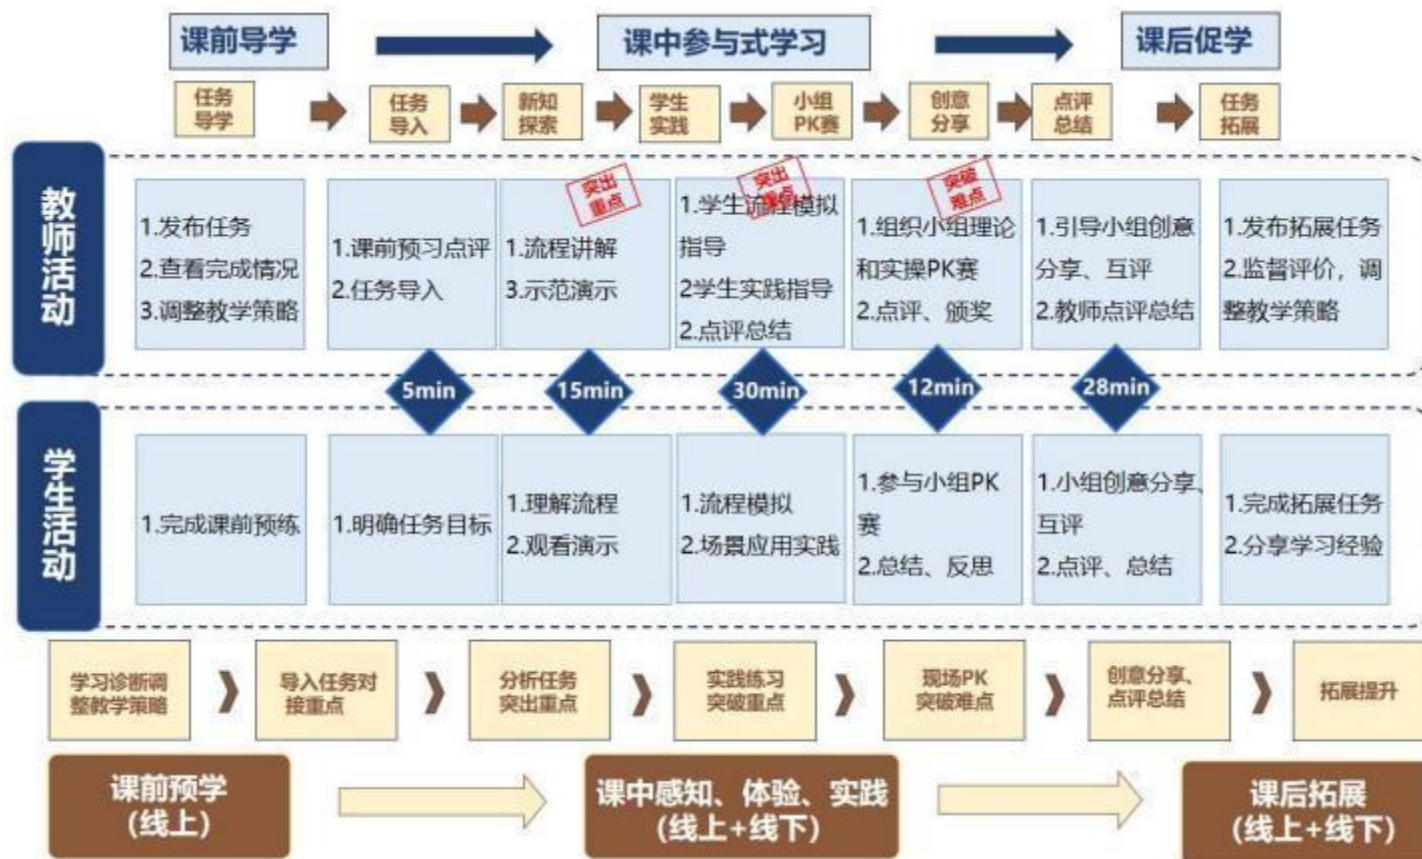 课前导学
课中参与式学习
课后促学
任务
导学
任务
导入
新知
探索
学生
实践
小组
PK赛
创意
分享
点评
总结
任务
拓展
教师活动
1.发布任务
2.查看完成情况
3.调整教学策略
1.课前预习点评
2.任务导入
突出
重点
1.流程讲解
3.示范演示
突出
重点
1.学生流程模拟
指导
2学生实践指导
2.点评总结
突破
难点
1.组织小组理论
和实操PK赛
2.点评、颁奖
1.引导小组创意
分享、互评
2.教师点评总结
1.发布拓展任务
2.监督评价，调
整教学策略
5min
15min
30min
12min
28min
学生活动
1.完成课前预练
1.明确任务目标
1.理解流程
2.观看演示
1.流程模拟
2.场景应用实践
1.参与小组PK
赛
2.总结、反思
1.小组创意分享、
互评
2.点评、总结
1.完成拓展任务
2.分享学习经验
学习诊断调
整教学策略
导入任务对
接重点
分析任务
突出重点
实践练习
突破重点
现场PK
突破难点
创意分享、
点评总结
拓展提升
课前预学
(线上)
课中感知、体验、实践
(线上+线下)
课后拓展
(线上+线下)